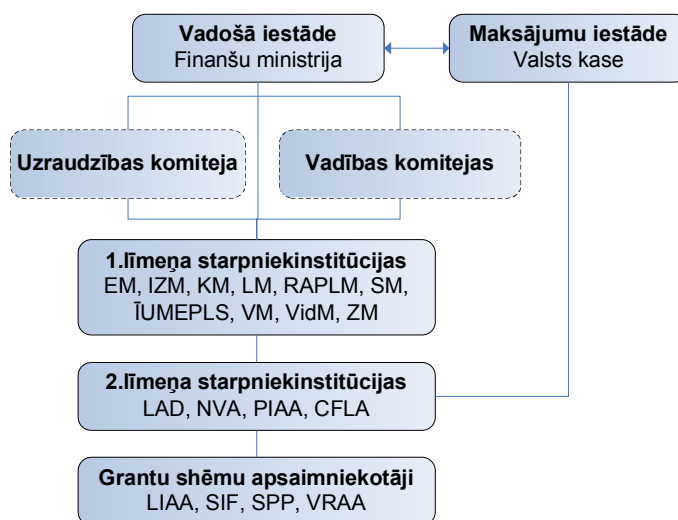 Vadošā iestāde
Finanšu ministrija
Maksājumu iestāde
Valsts kase
Uzraudzības komiteja
Vadības komitejas
1.līmeņa starpniekinstitūcijas
EM, IZM, KM, LM, RAPLM, SM,
ĪUMEPLS, VM, VidM, ZM
2.līmeņa starpniekinstitūcijas
LAD, NVA, PIAA, CFLA
Grantu shēmu apsaimniekotāji
LIAA, SIF, SPP, VRAA